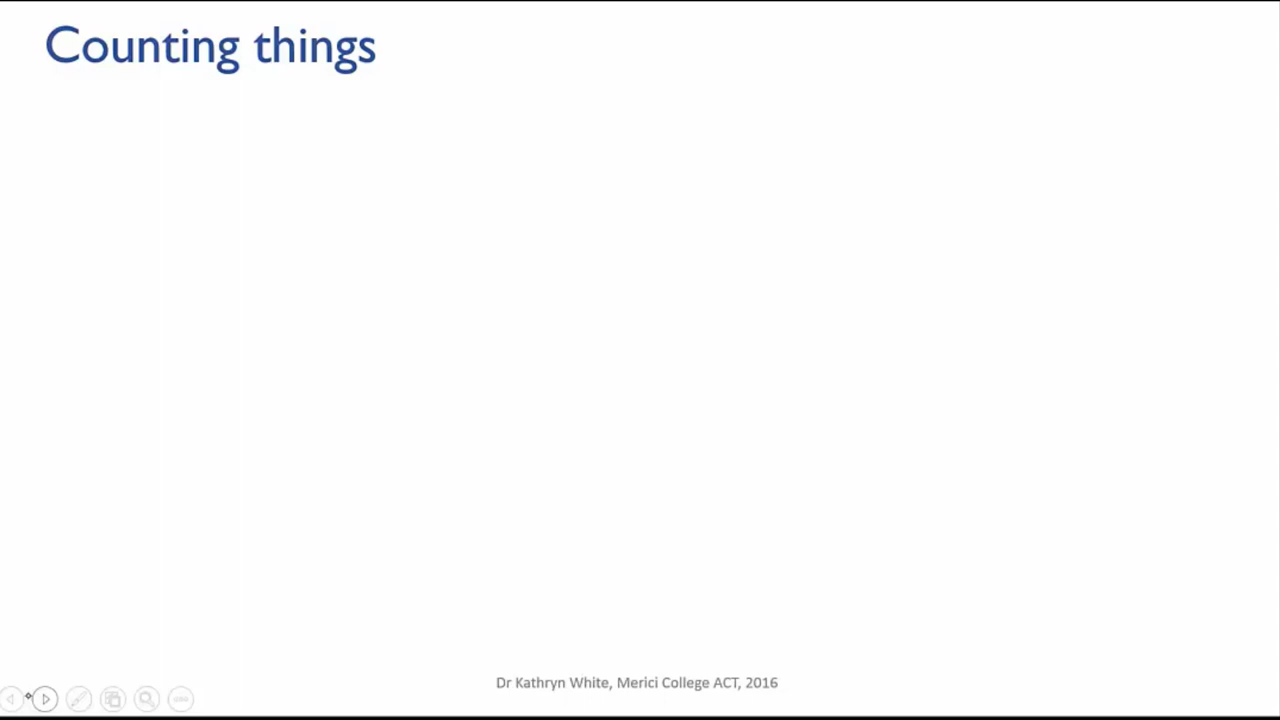 Counting things
Dr Kathryn White, Merici College ACT, 2016